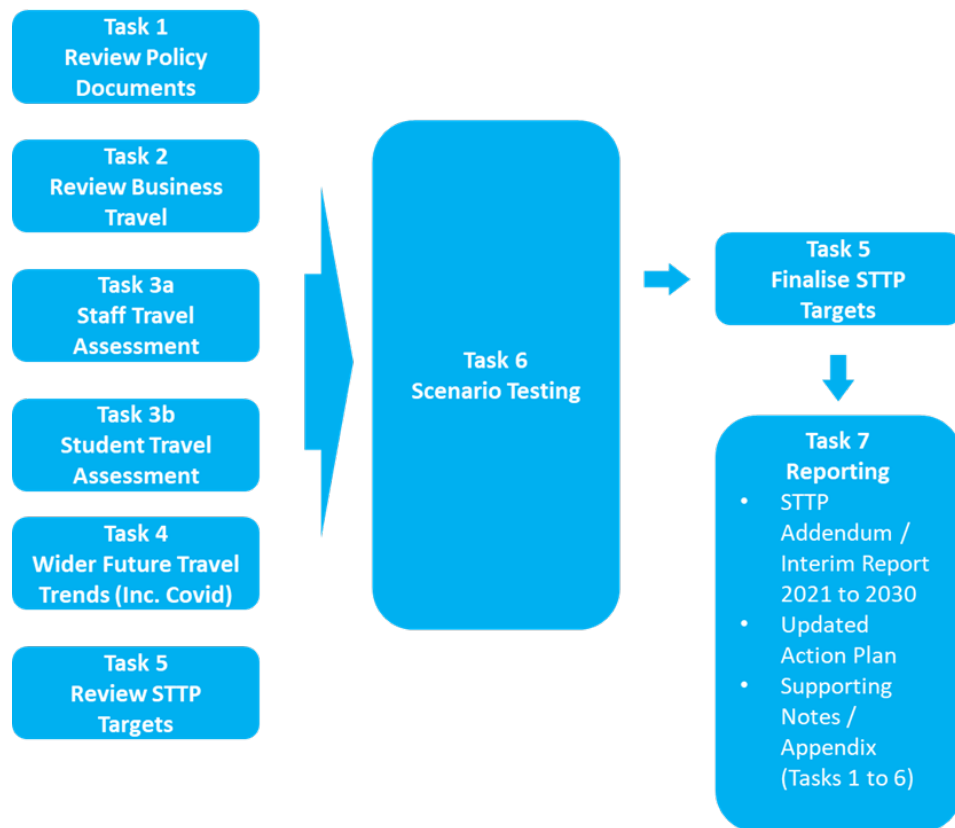 Task 1
Review Policy
Documents
Task 2
Review Business
Travel
Task 3a
Staff Travel
Assessment
Task 3b
Student Travel
Assessment
Task 4
Wider Future Travel
Trends (Inc. Covid)
Task 5
Review STTP
Targets
Task 6
Scenario Testing
Task 5
Finalise STTP
Targets
Task 7
Reporting
• STTP
Addendum /
Interim Report
2021 to 2030
• Updated
Action Plan
• Supporting
Notes /
Appendix
(Tasks 1 to 6)